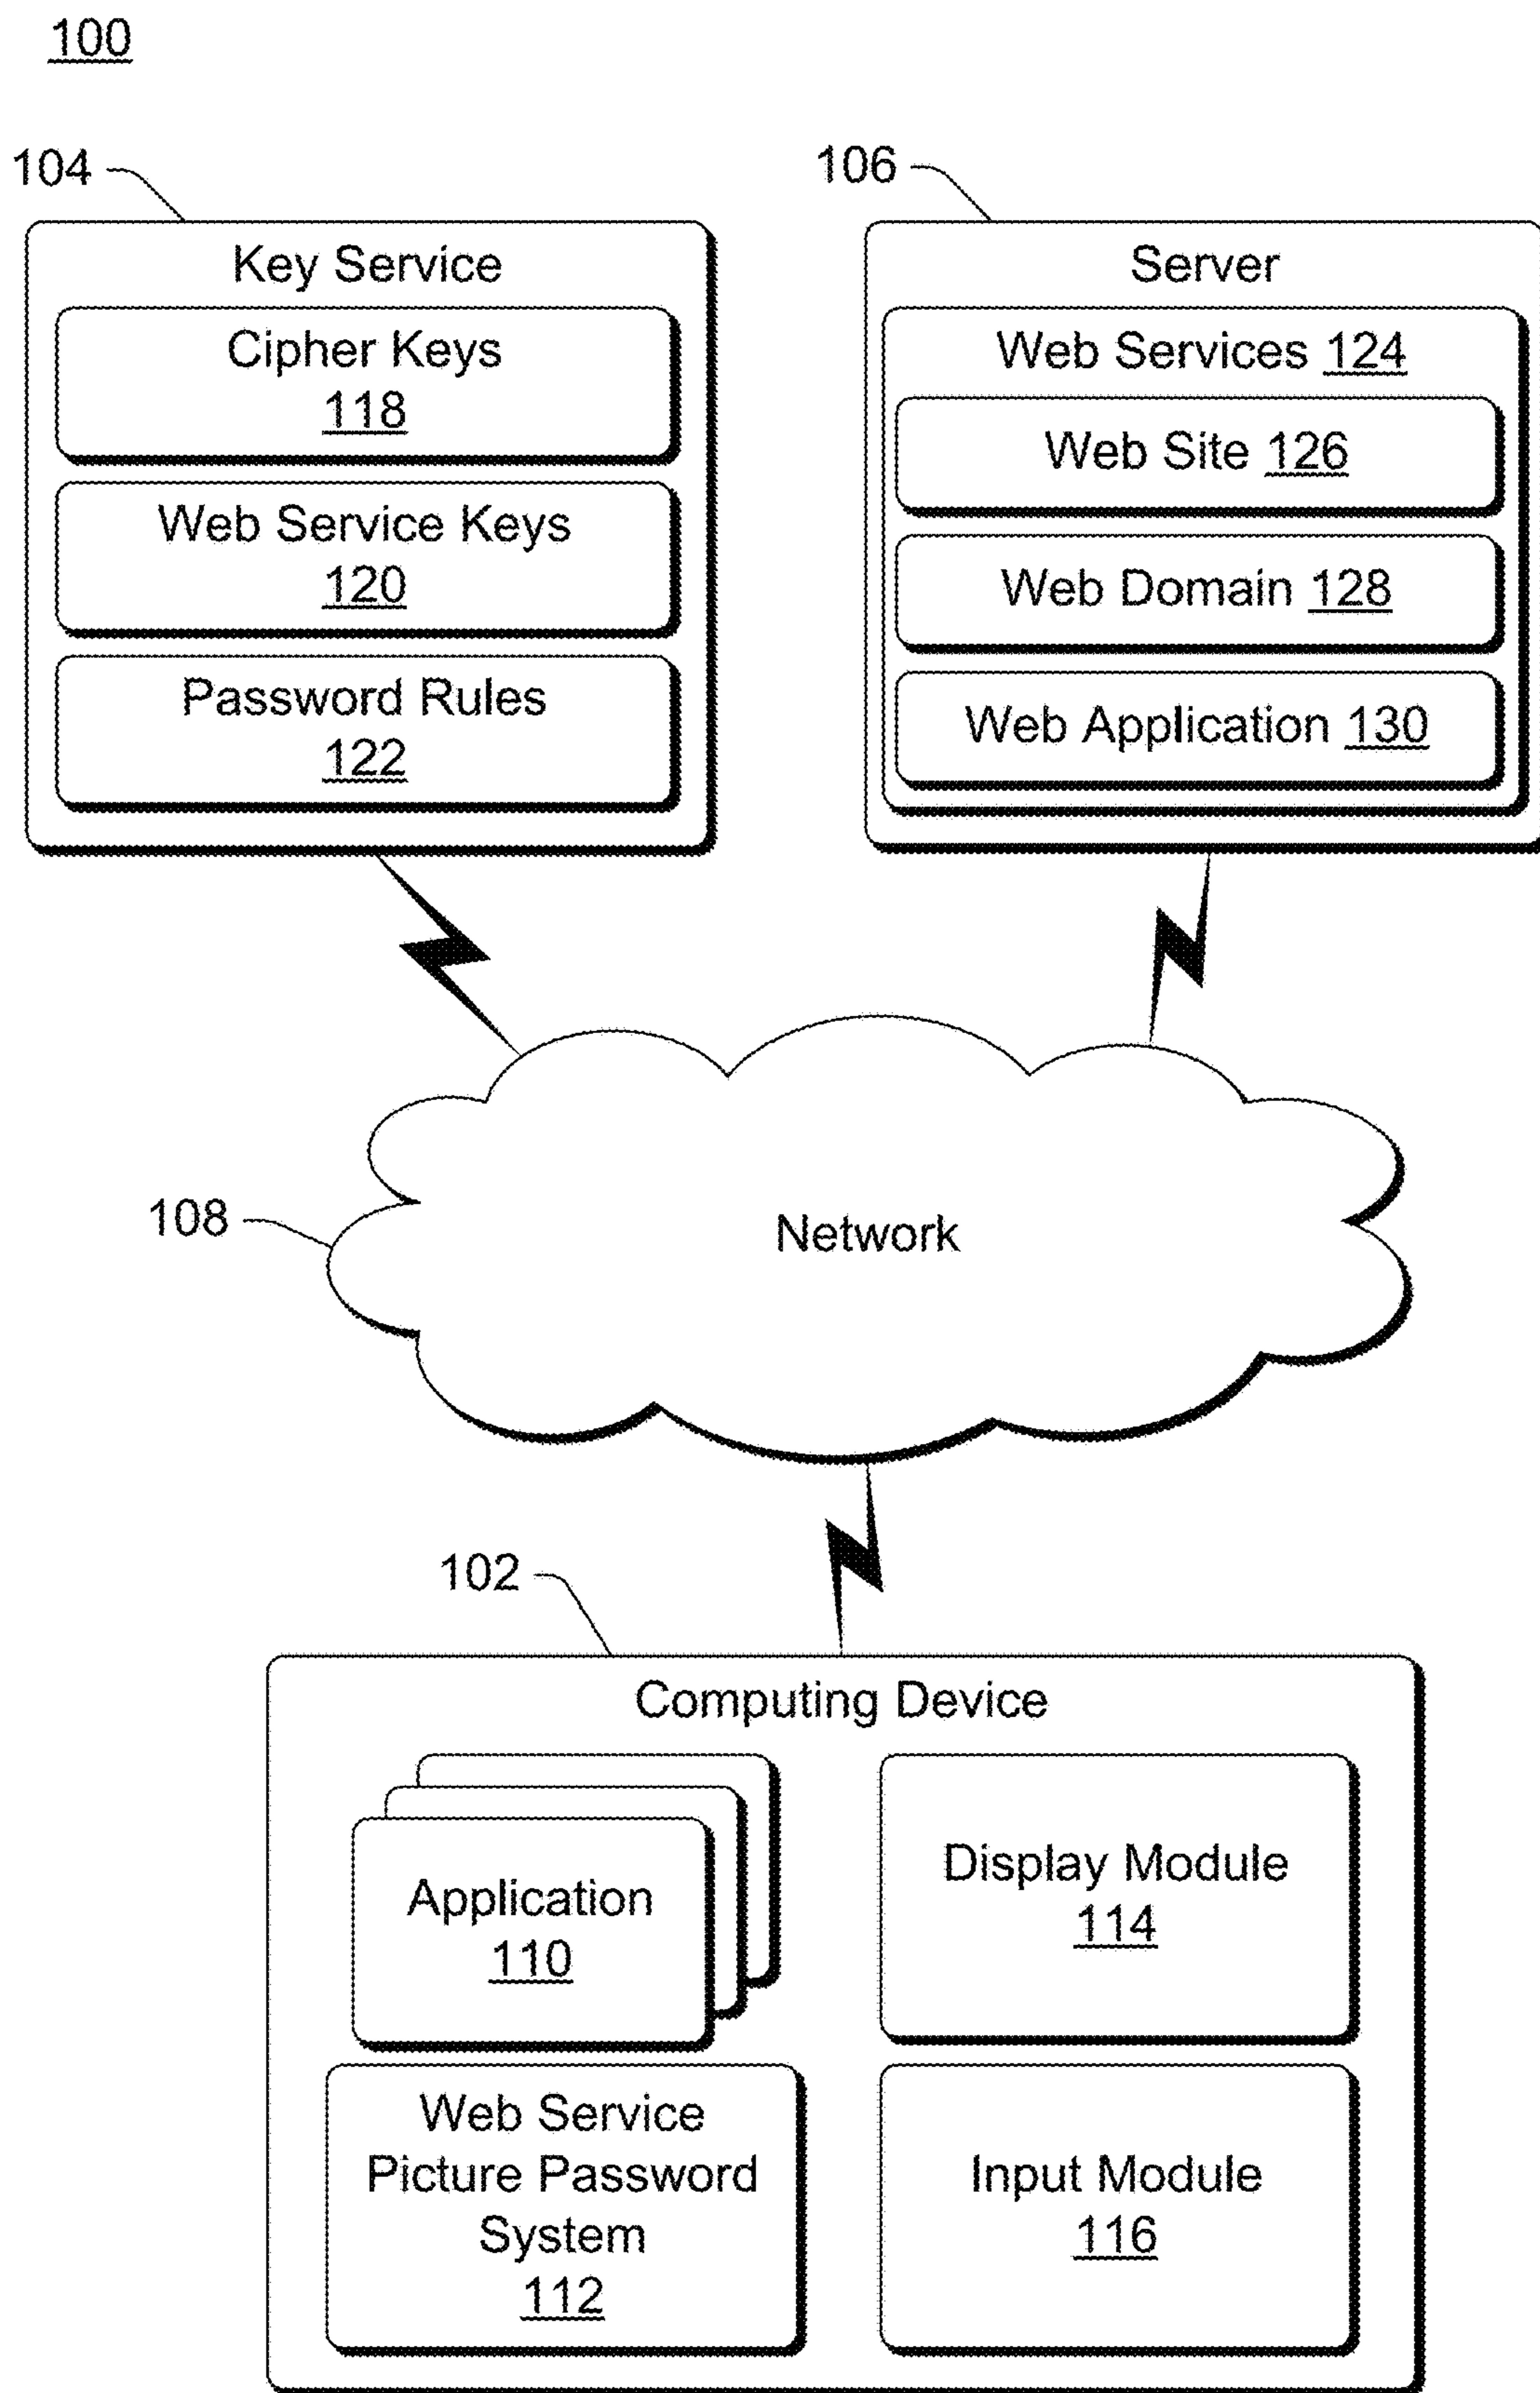 100
104
Key Service
Cipher Keys
118
Web Service Keys
120
Password Rules
122
106
Server
Web Services 124
Web Site 126
Web Domain 128
Web Application 130
108
Network
102
Computing Device
Application
110
Display Module
114
Web Service
Picture Password
System
112
Input Module
116